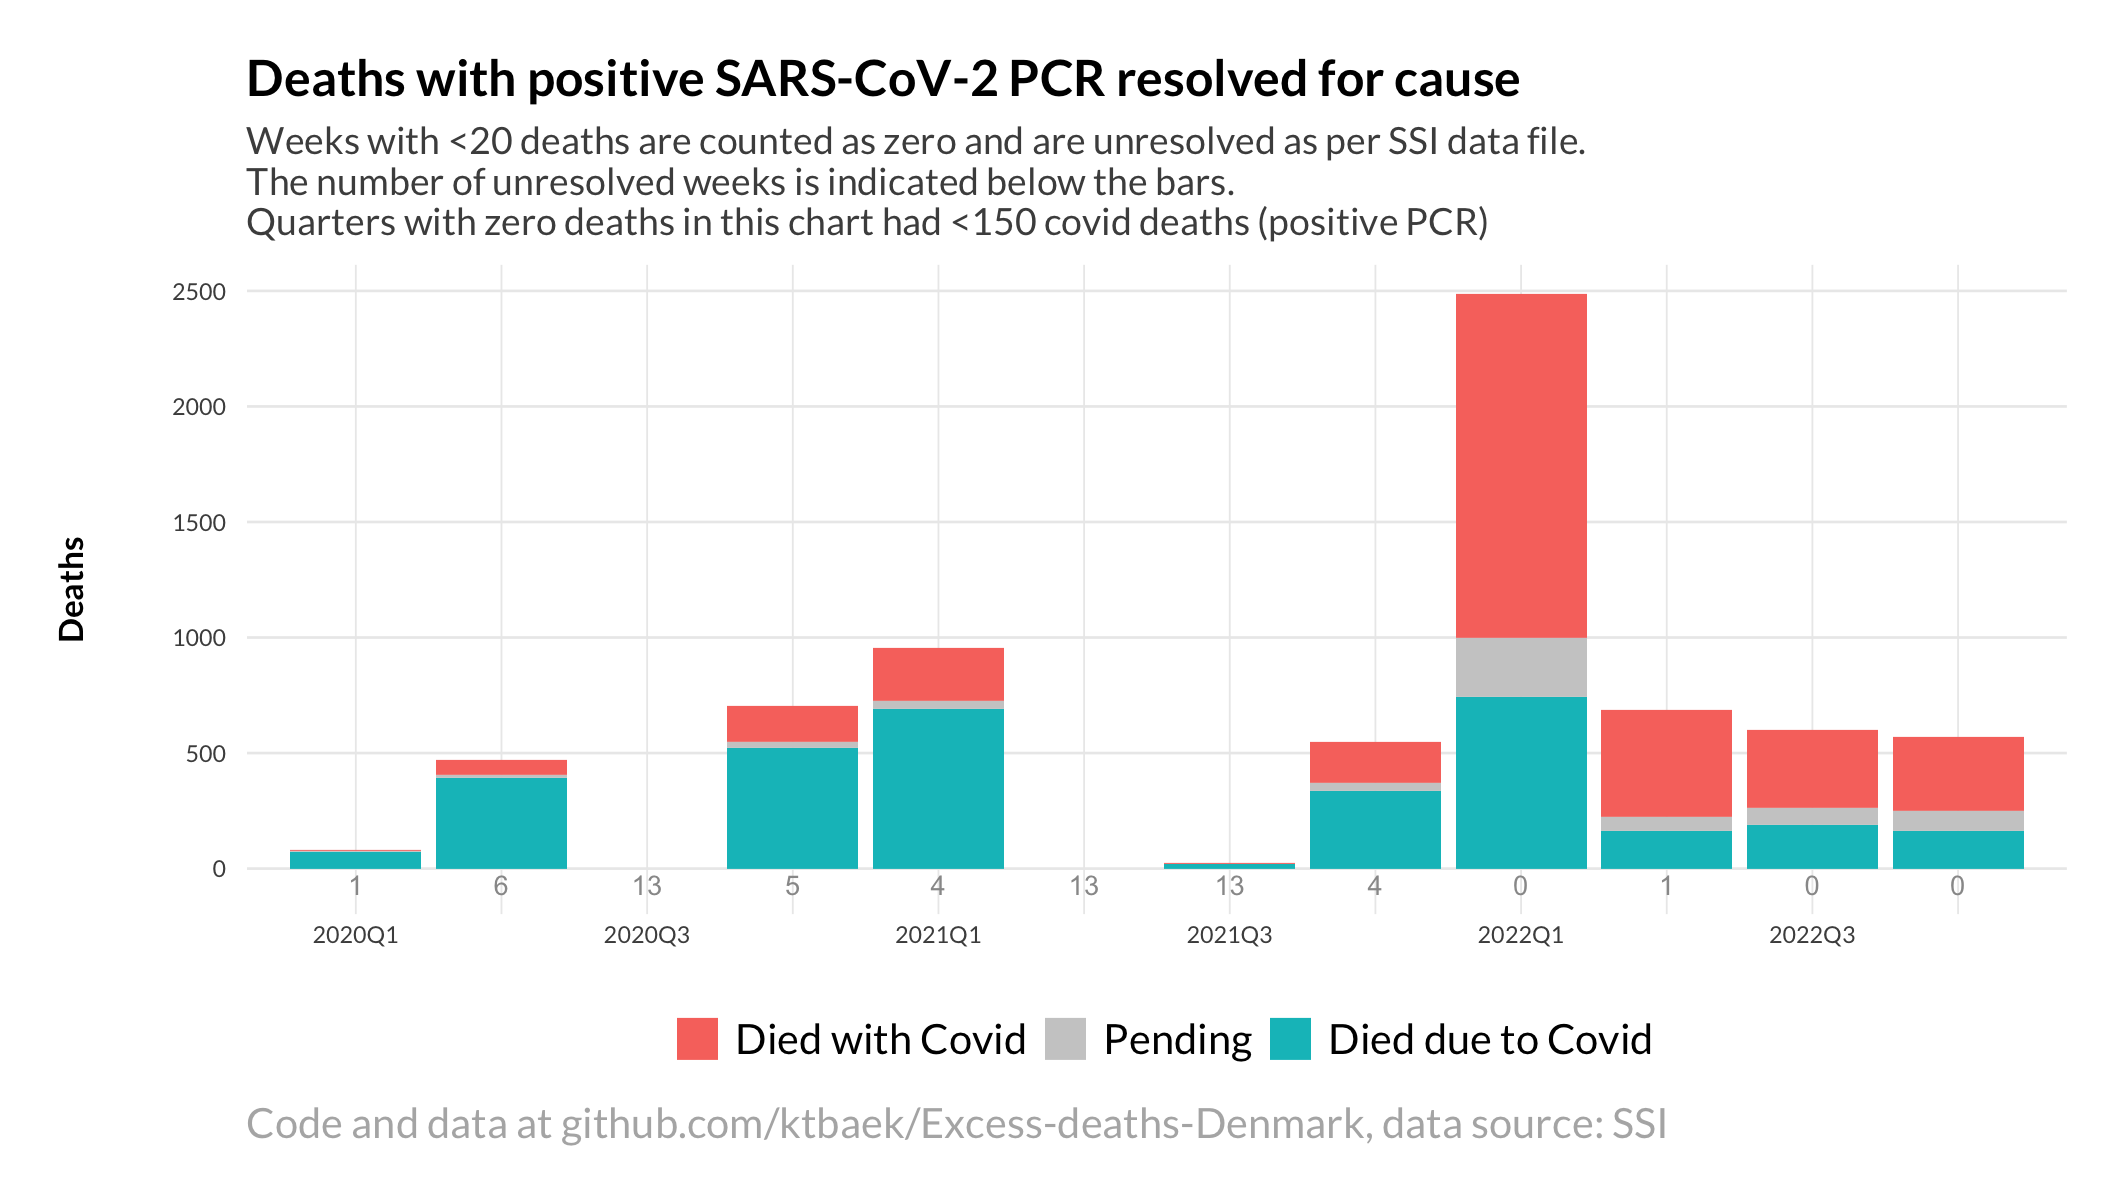 Deaths with positive SARS-CoV-2 PCR resolved for cause
Weeks with <20 deaths are counted as zero and are unresolved as per SSI data file.
The number of unresolved weeks is indicated below the bars.
Quarters with zero deaths in this chart had <150 covid deaths (positive PCR)
2500
2000
1500
1000
500
0
Deaths
1 6 13 5 4 13 13 4 0 1 0 0
2020Q1 2020Q3 2021Q1 2021Q3 2022Q1 2022Q3
Died with Covid Pending Died due to Covid
Code and data at github.com/ktbaek/Excess-deaths-Denmark, data source: SSI